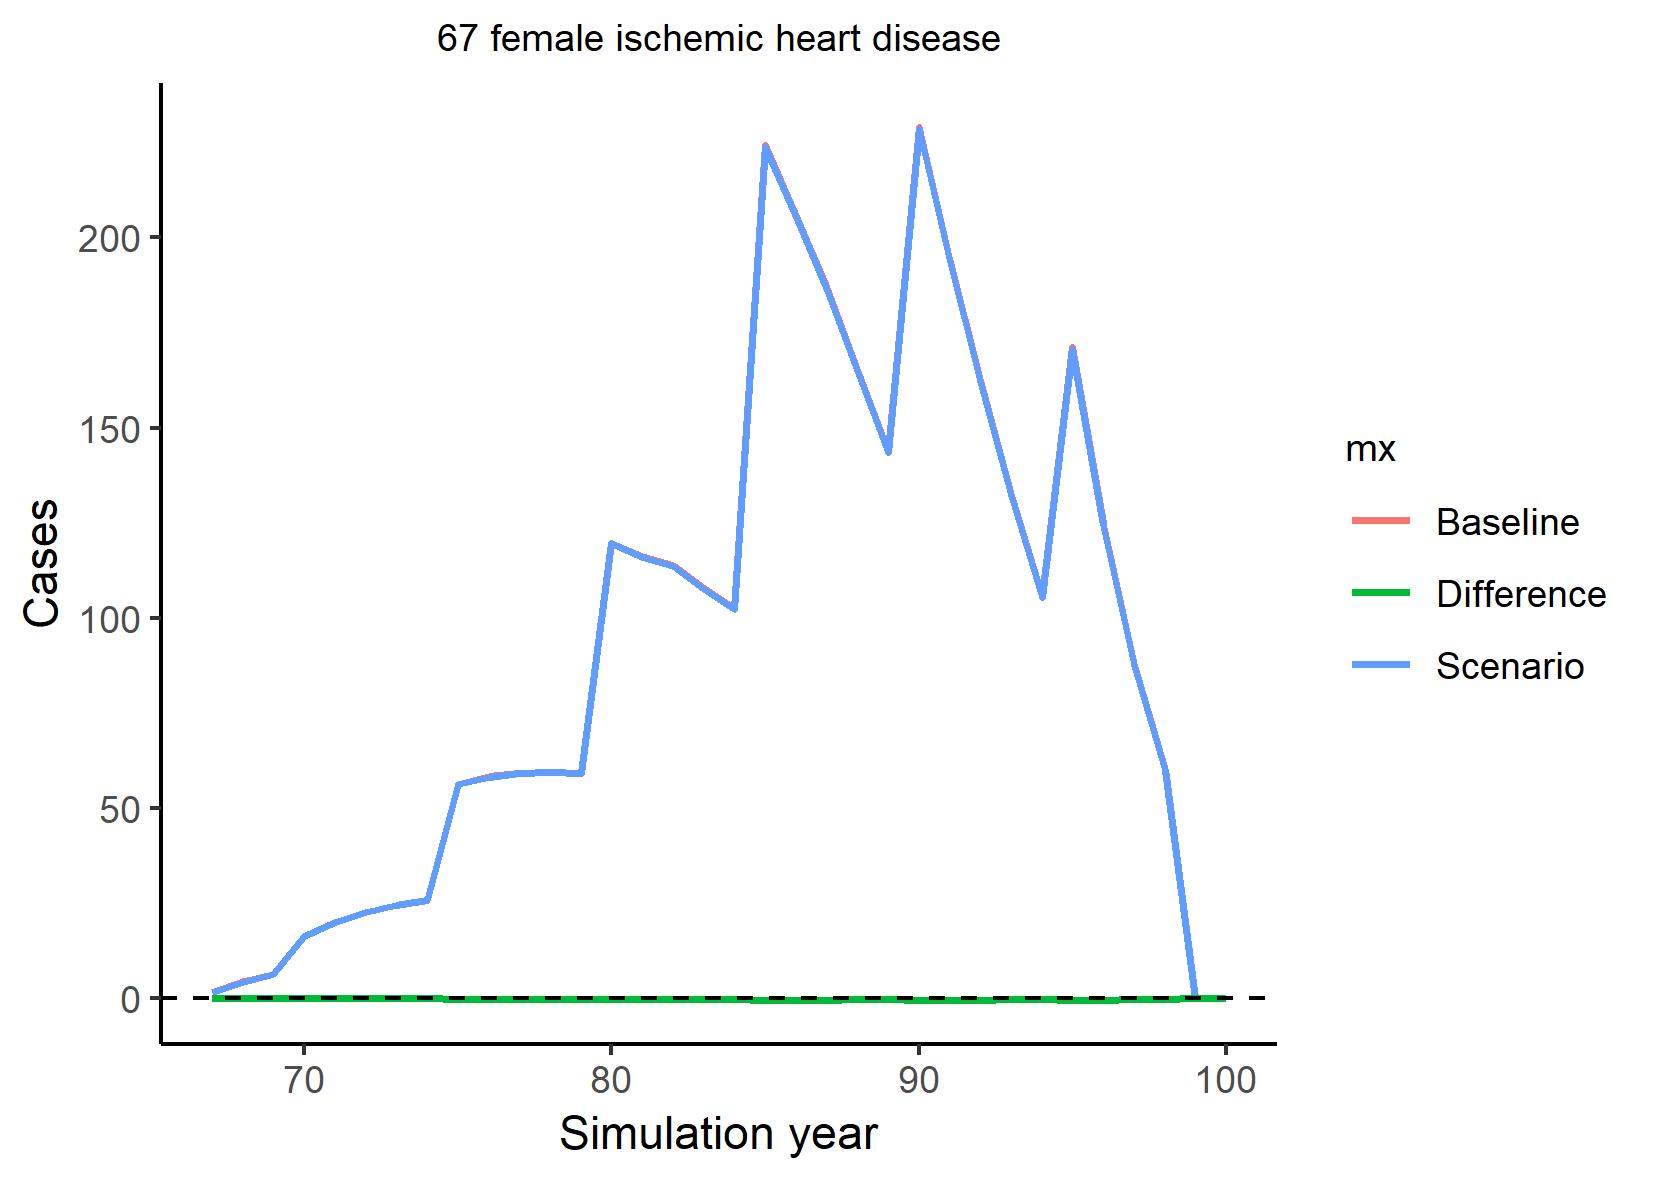 67 female ischemic heart disease
Cases
200
150
100
50
0
70 80 90 100
Simulation year
mx
Baseline
Difference
Scenario